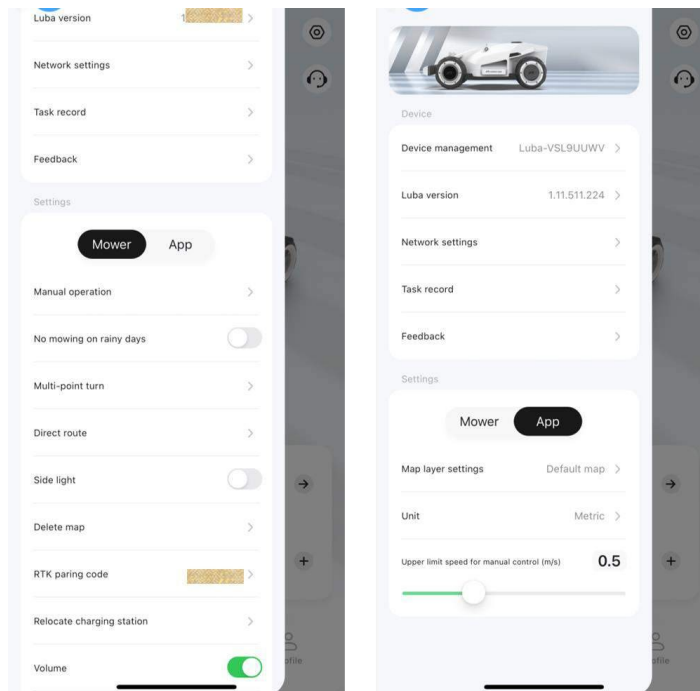 Luba version
Network settings
Task record
Feedback
Settings
Mower App
Manual operation
No mowing on rainy days
Multi-point turn
Direct route
Side light
Delete map
RTK paring code
Relocate charging station
Volume
Device
Device management Luba-VSL9UUWV
Luba version 1.11.511.224
Network settings
Task record
Feedback
Settings
Mower App
Map layer settings Default map
Unit Metric
Upper limit speed for manual control (m/s) 0.5